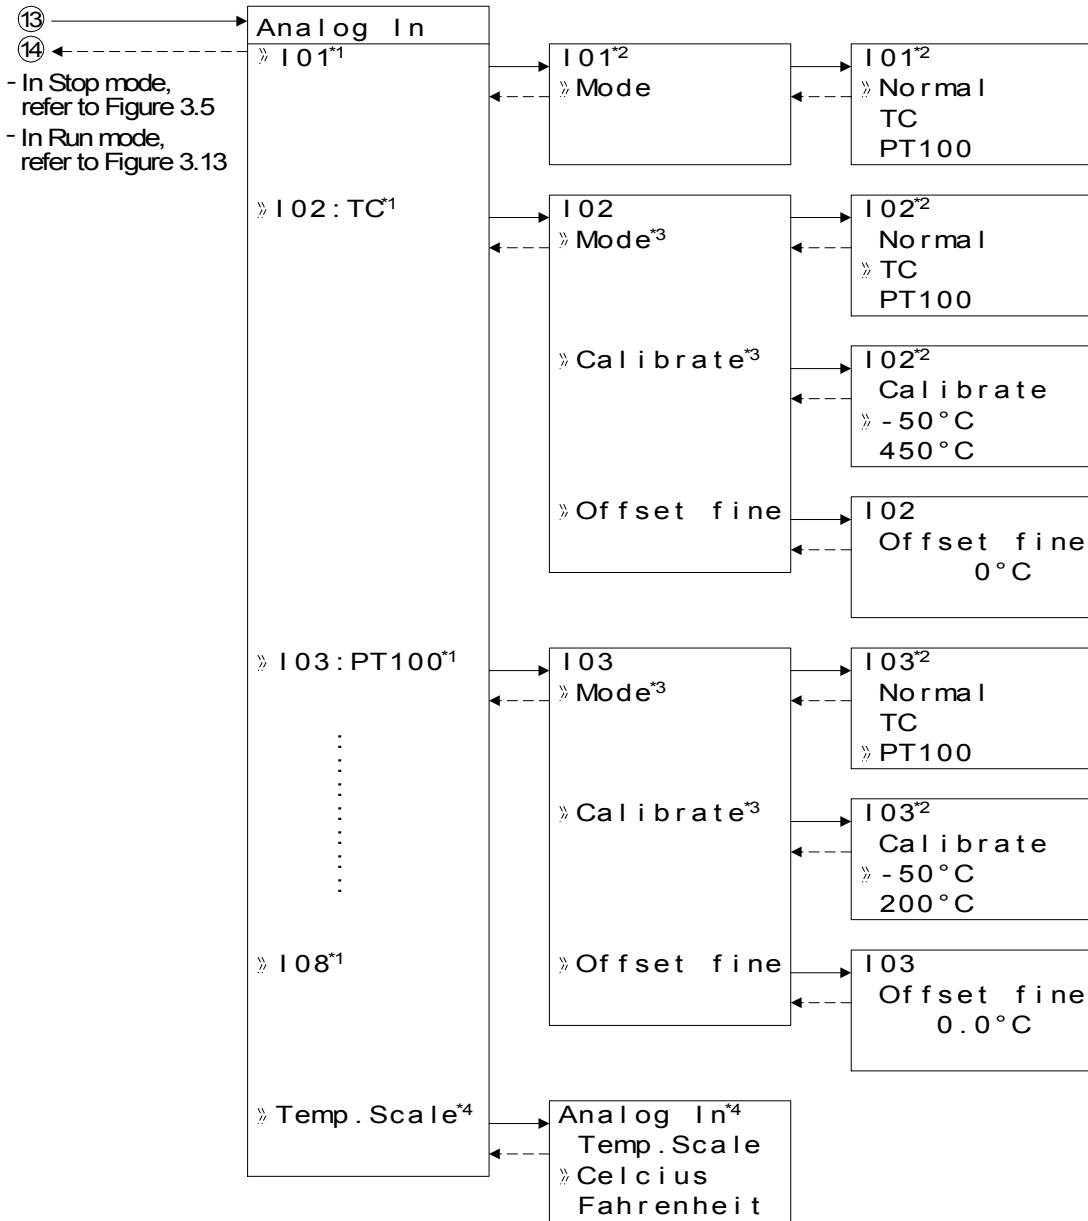 ⑬
⑭
- In Stop mode,
refer to Figure 3.5
- In Run mode,
refer to Figure 3.13
Analog In
» I01*1
» I02:TC*1
» I03:PT100*1
» I08*1
» Temp.Scale*4
I01*2
» Mode
I01*2
» Normal
TC
PT100
I02
» Mode*3
» Calibrate*3
» Offset fine
I02*2
Normal
» TC
PT100
I02*2
Calibrate
» -50°C
450°C
I02
Offset fine
0°C
I03
» Mode*3
» Calibrate*3
» Offset fine
I03*2
Normal
TC
» PT100
I03*2
Calibrate
» -50°C
200°C
I03
Offset fine
0.0°C
Analog In*4
Temp.Scale
» Celcius
Fahrenheit